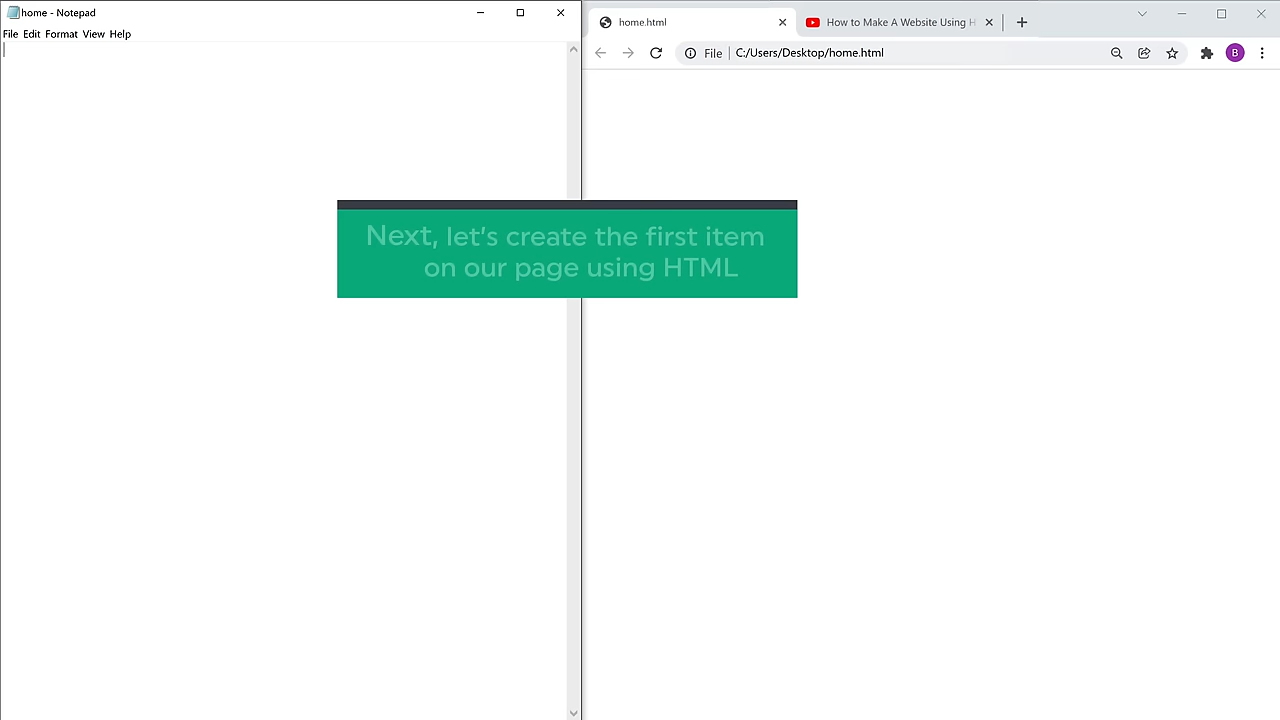 home - Notepad
File Edit Format View Help
home.html
How to Make A Website Using H
File C:/Users/Desktop/home.html
B
Next, let's create the first item
on our page using HTML